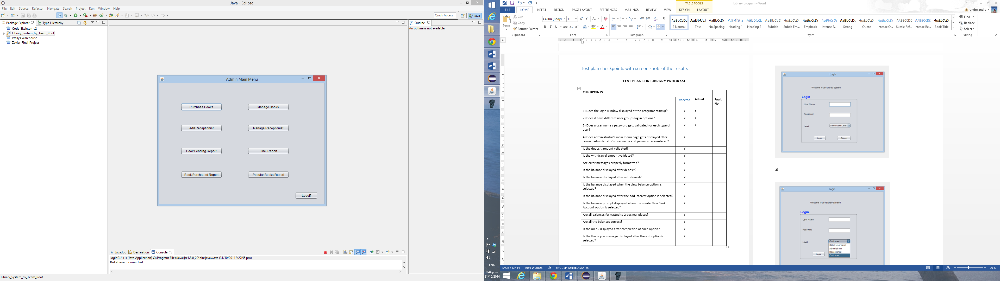 Java - Eclipse
File Edit Source Refactor Navigate Search Project Run Window Help
Quick Access
Java
Package Explorer
Type Hierarchy
Code_Skeleton_v2
Library_System_by_Team_Root
Wallys Warehouse
Zavier_Final_Project
Outline
An outline is not available.
Admin Main Menu
Purchase Books
Manage Books
Add Receptionist
Manage Receptionist
Book Lending Report
Fine Report
Book Purchased Report
Popular Books Report
Logoff
@ Javadoc
Declaration
Console
LoginGUI (1) [Java Application] C:\Program Files\Java\jre1.8.0_20\bin\javaw.exe (31/10/2014 9:27:55 pm)
Database connected
Library_System_by_Team_Root
ENG
9:44 p.m.
31/10/2014
TABLE TOOLS
Library program - Word
FILE HOME INSERT DESIGN PAGE LAYOUT REFERENCES MAILINGS REVIEW VIEW DESIGN LAYOUT
andre andre
Paste
Cut
Copy
Format Painter
Clipboard
Calibri (Body) 11
Font
Paragraph
¶ Normal Title No Spacing Heading 1 Heading 2 Subtitle Subtle Em... Emphasis Intense E... Strong Quote Intense Q... Subtle Ref... Intense Re... Book Title
Styles
Find
Replace
Select
Editing
Test plan checkpoints with screen shots of the results
TEST PLAN FOR LIBRARY PROGRAM
CHECKPOINTS
Expected Actual Fault No
1) Does the login window displayed at the programs startup? Y Y
2) Does it have different user groups log in options? Y Y
3) Does a user name / password gets validated for each type of Y Y
user?
4) Does administrator's main menu page gets displayed after Y
correct administrator's user name and password are entered?
Is the deposit amount validated? Y
Is the withdrawal amount validated? Y
Are error messages properly formatted? Y
Is the balance displayed after deposit? Y
Is the balance displayed after withdrawal? Y
Is the balance displayed when the view balance option is Y
selected?
Is the balance displayed after the add interest option is selected? Y
Is the balance prompt displayed when the create New Bank Y
Account option is selected?
Are all balances formatted to 2 decimal places? Y
Are all the balances correct? Y
Is the menu displayed after completion of each option? Y
Is the thank you message displayed after the exit option is Y
selected?
Login
Welcome to use Library System!
Login
User Name
Password
Level
Select User Level
Login
Cancel
2)
Login
Welcome to use Library System!
Login
User Name
Password
Level
Customer
Select User Level
Administrator
Receptionist
Customer
Login
PAGE 7 OF 14 1056 WORDS ENGLISH (UNITED STATES)
90 %